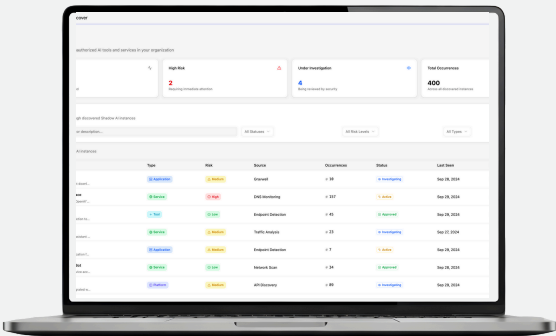 cover
authorized AI tools and services in your organization
High Risk
2
Requiring immediate attention
Under Investigation
4
Being reviewed by security
Total Occurrences
400
Across all discovered instances
gh discovered Shadow AI instances
or description...
All Statuses
All Risk Levels
All Types
AI instances
Type Risk Source Occurrences Status Last Seen
Application Medium Firewall 18 Investigating Sep 28, 2024
Service High DNS Monitoring 157 Active Sep 28, 2024
Low Endpoint Detection 45 Approved Sep 28, 2024
Service Medium Traffic Analysis 23 Investigating Sep 27, 2024
Application Medium Endpoint Detection 7 Active Sep 28, 2024
Service Low Network Scan 34 Approved Sep 28, 2024
Platform Medium API Discovery 89 Investigating Sep 28, 2024